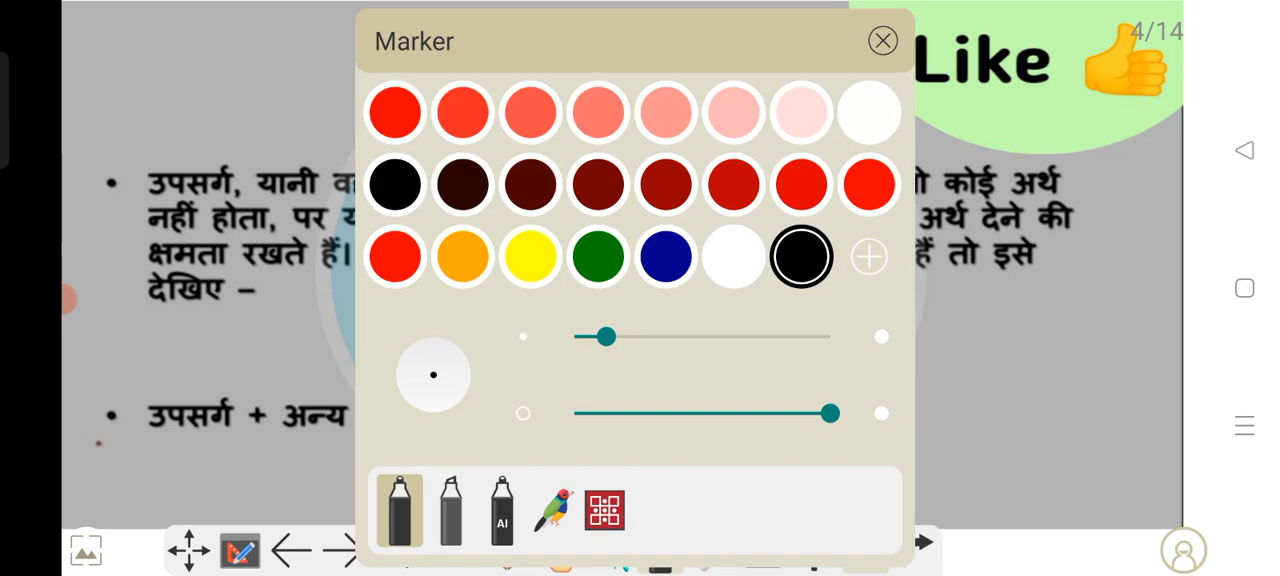 Marker
4/14
Like
• उपसर्ग, यानी कोई अर्थ
नहीं होता, पर अर्थ देने की
क्षमता रखते हैं। हैं तो इसे
देखिए –
• उपसर्ग + अन्य
AI